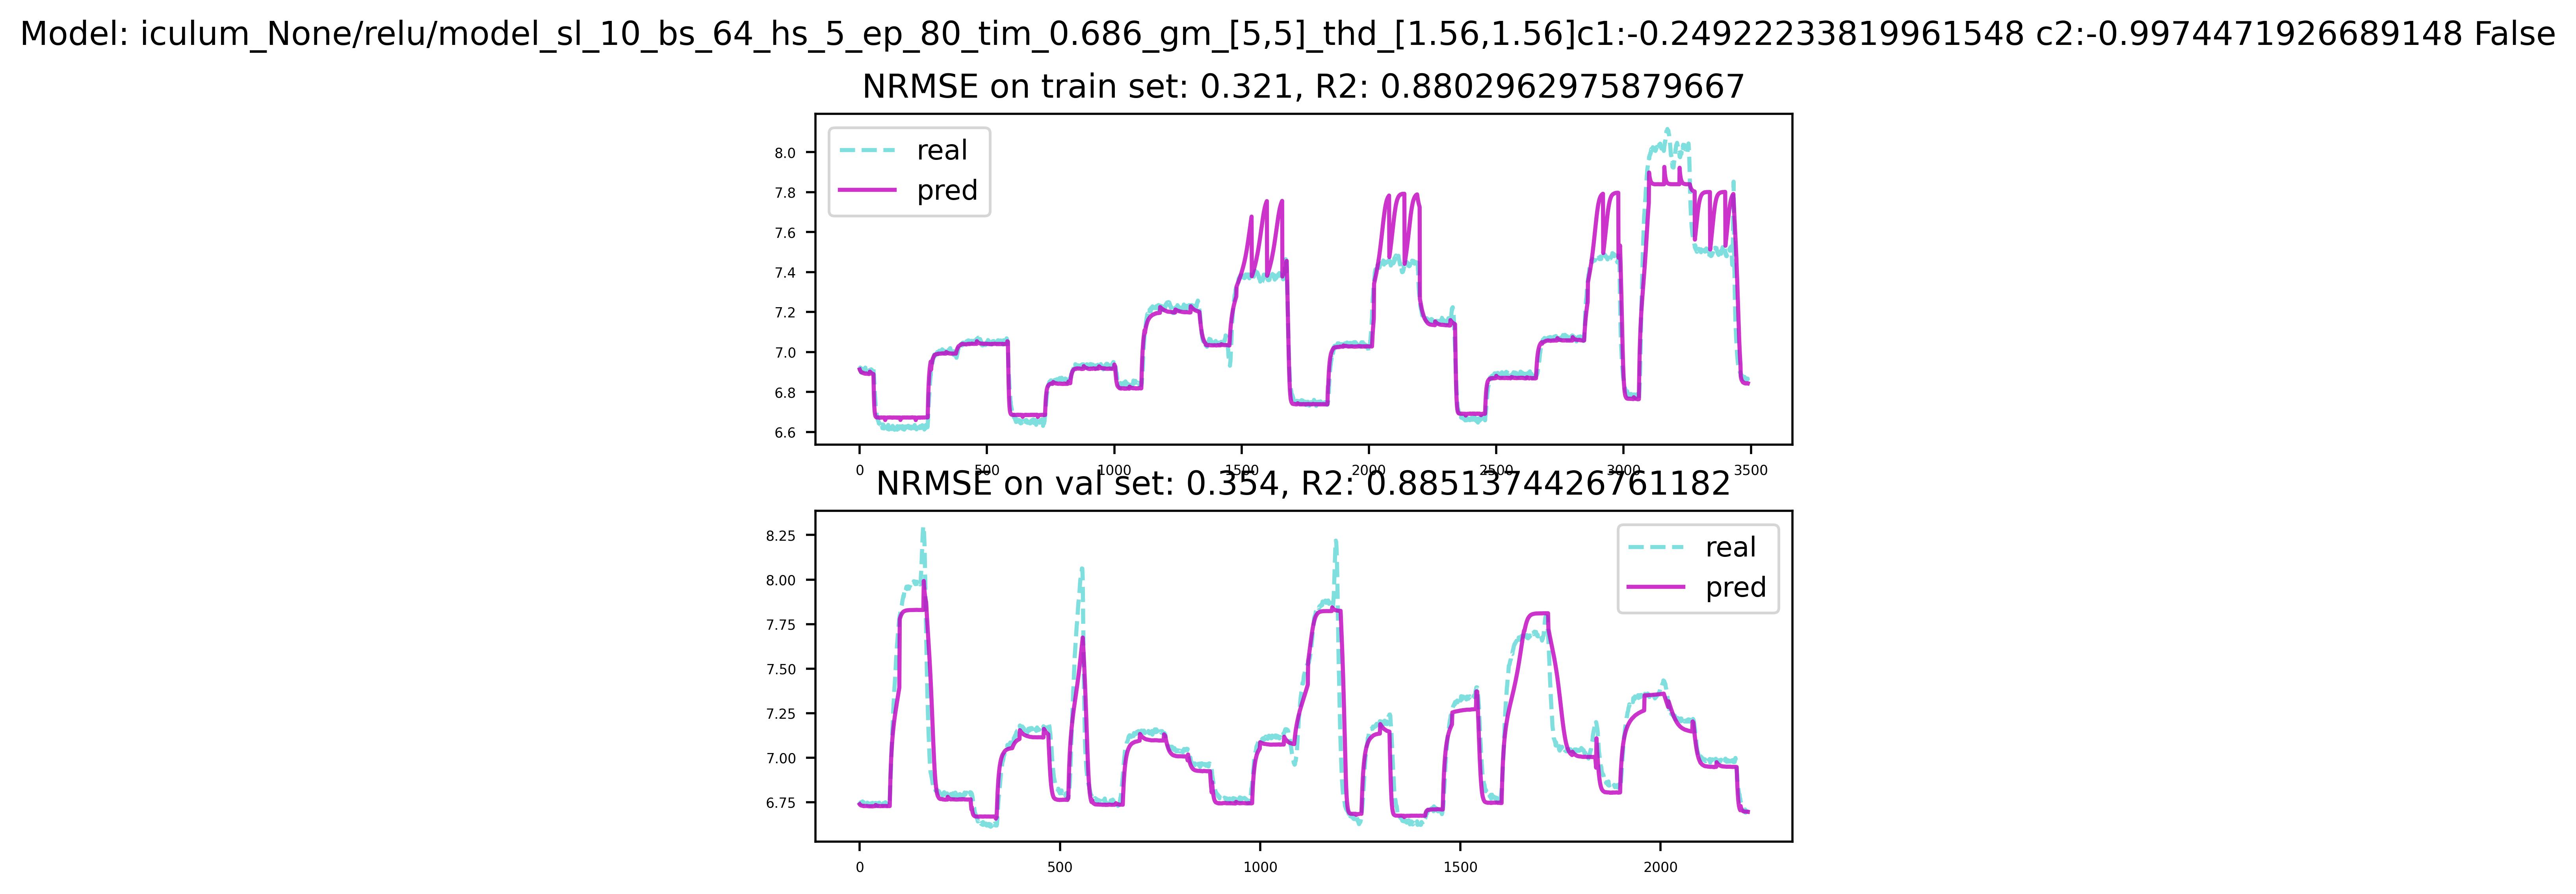 Model: iculum_None/relu/model_sl_10_bs_64_hs_5_ep_80_tim_0.686_gm_[5,5]_thd_[1.56,1.56]c1:-0.24922233819961548 c2:-0.9974471926689148 False
NRMSE on train set: 0.321, R2: 0.8802962975879667
real
pred
8.0
7.8
7.6
7.4
7.2
7.0
6.8
6.6
0 500 1000 1500 2000 2500 3000 3500
NRMSE on val set: 0.354, R2: 0.8851374426761182
real
pred
8.25
8.00
7.75
7.50
7.25
7.00
6.75
0 500 1000 1500 2000